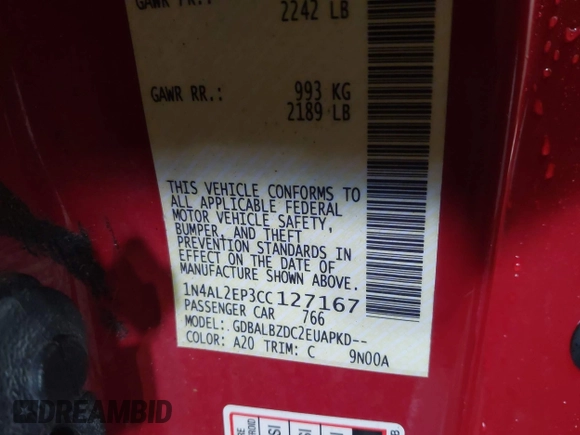 GAWR FR.:
2242 LB
GAWR RR.: 993 KG
2189 LB
THIS VEHICLE CONFORMS TO
ALL APPLICABLE FEDERAL
MOTOR VEHICLE SAFETY,
BUMPER, AND THEFT
PREVENTION STANDARDS IN
EFFECT ON THE DATE OF
MANUFACTURE SHOWN ABOVE.
1N4AL2EP3CC127167
PASSENGER CAR 766
MODEL: GDBALBZDC2EUAPKD--
COLOR: A20 TRIM: C 9N00A
DREAMBID